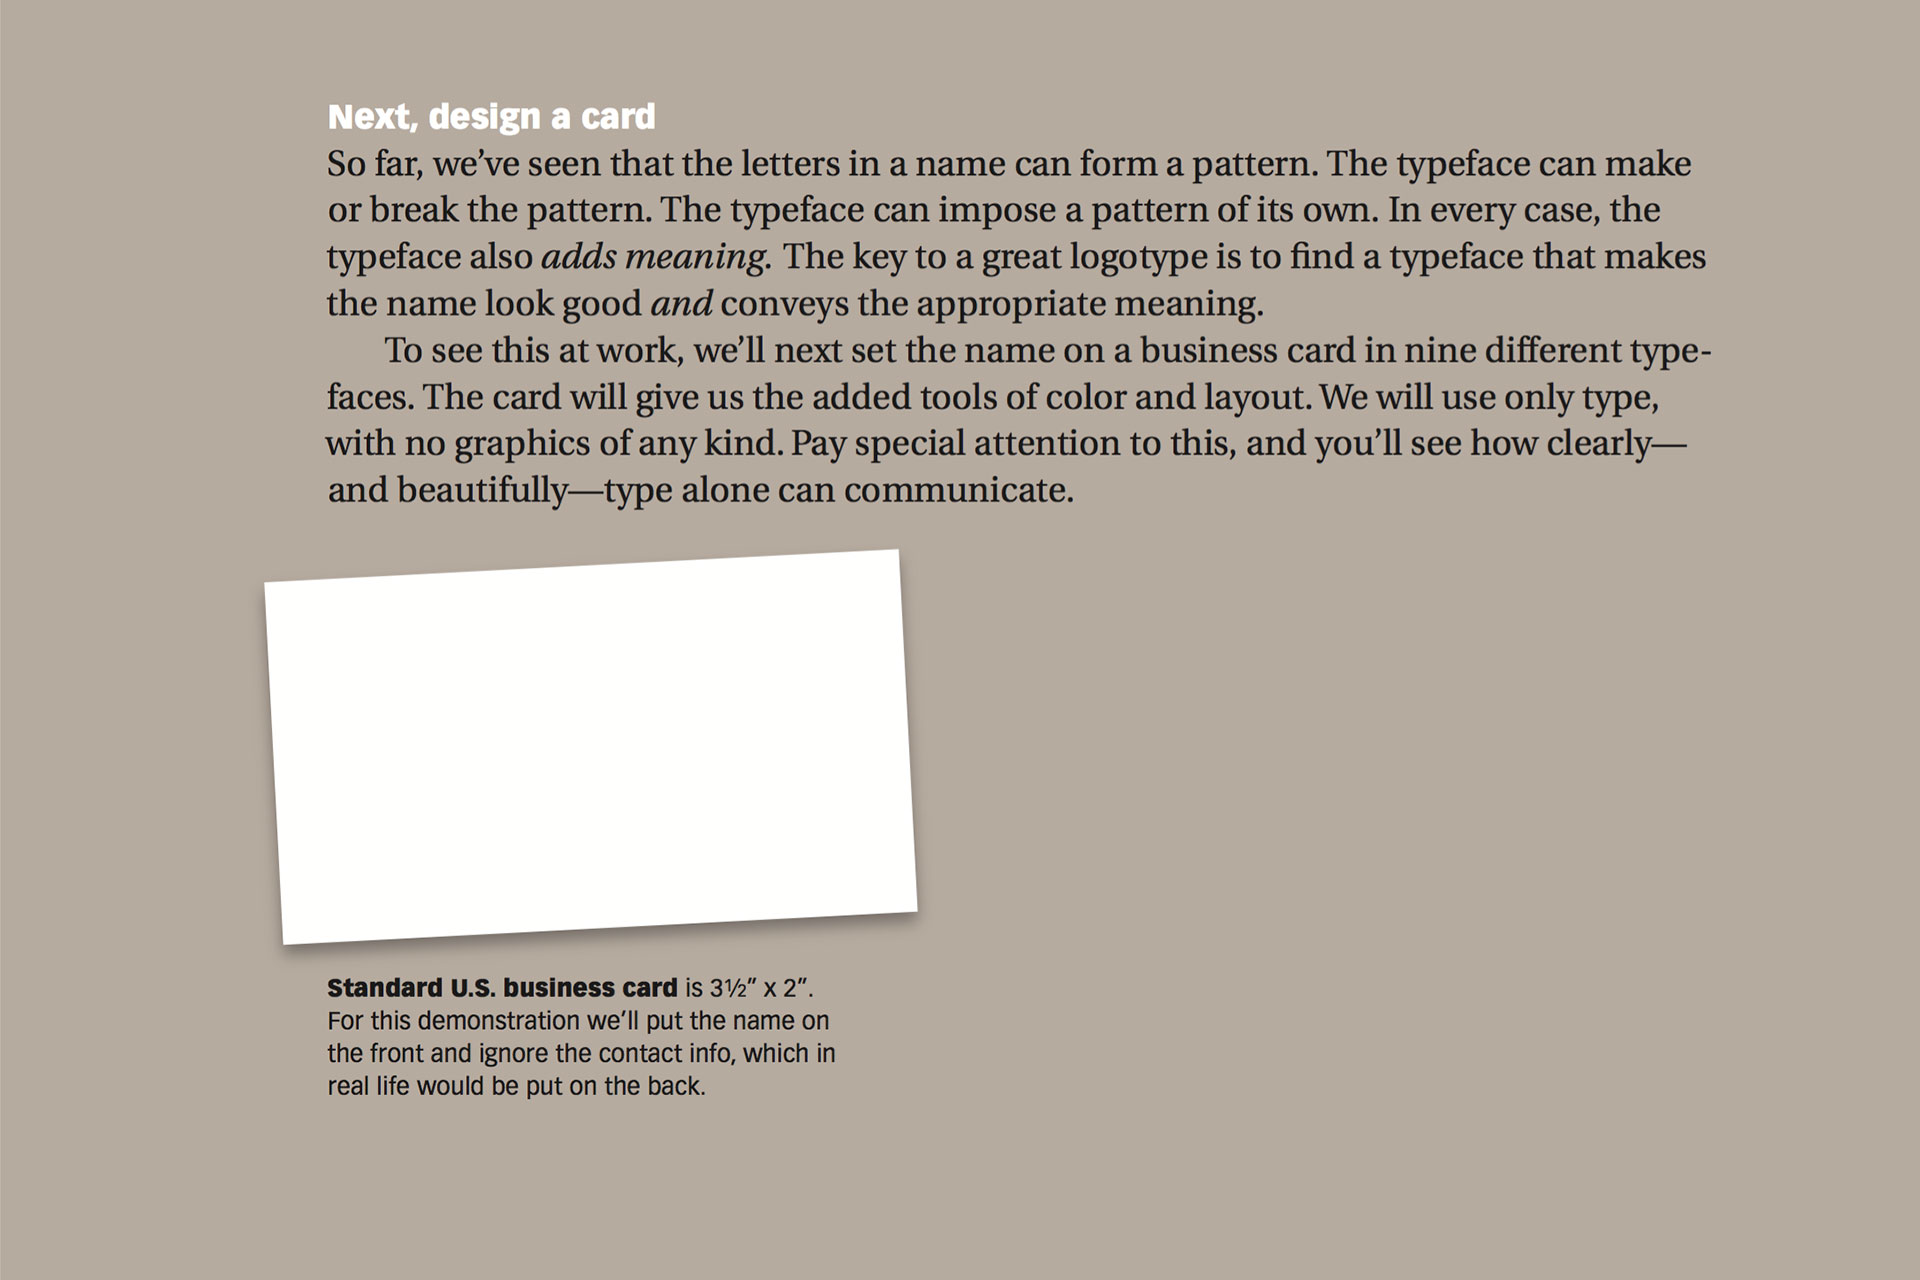 Next, design a card
So far, we’ve seen that the letters in a name can form a pattern. The typeface can make
or break the pattern. The typeface can impose a pattern of its own. In every case, the
typeface also adds meaning. The key to a great logotype is to find a typeface that makes
the name look good and conveys the appropriate meaning.
To see this at work, we’ll next set the name on a business card in nine different type-
faces. The card will give us the added tools of color and layout. We will use only type,
with no graphics of any kind. Pay special attention to this, and you’ll see how clearly—
and beautifully—type alone can communicate.
Standard U.S. business card is 3½” x 2”.
For this demonstration we’ll put the name on
the front and ignore the contact info, which in
real life would be put on the back.